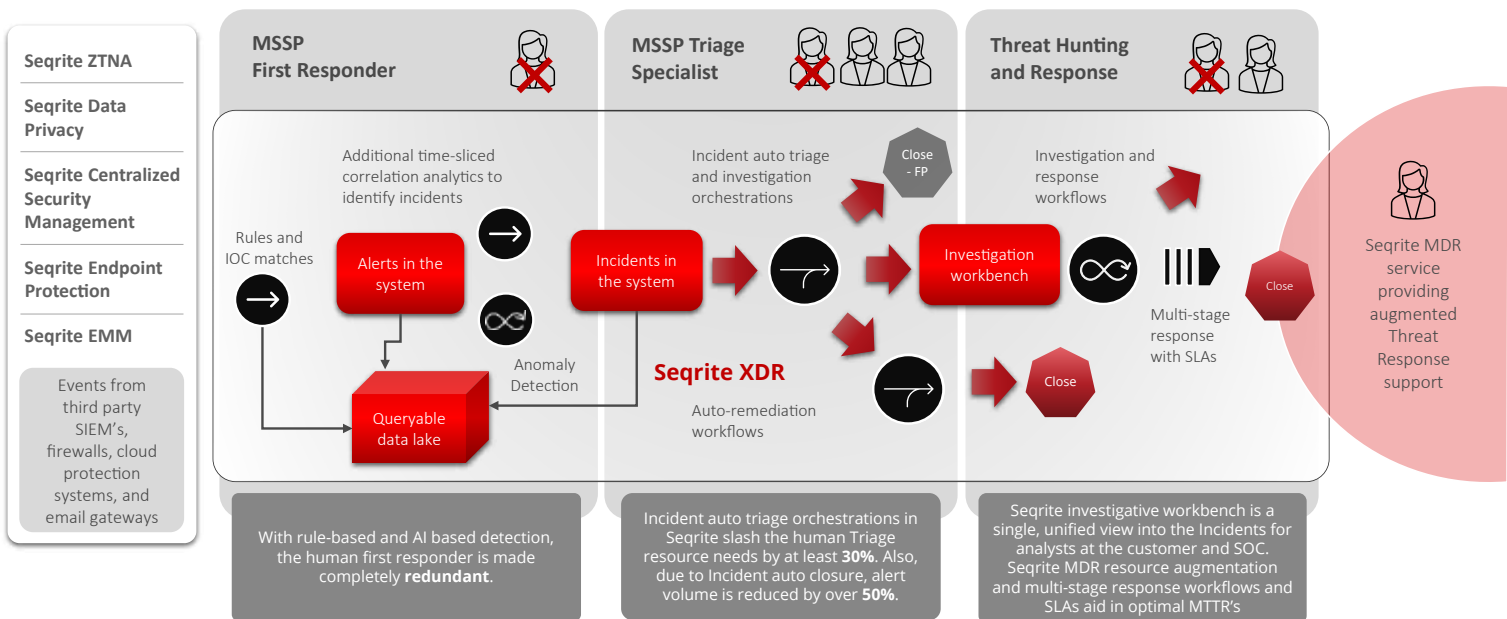 Seqrite ZTNA
Seqrite Data
Privacy
Seqrite Centralized
Security
Management
Seqrite Endpoint
Protection
Seqrite EMM
Events from
third party
SIEM's,
firewalls, cloud
protection
systems, and
email gateways
MSSP
First Responder
Additional time-sliced
correlation analytics to
identify incidents
Rules and
IOC matches
Alerts in the
system
Anomaly
Detection
Queryable
data lake
With rule-based and AI based detection,
the human first responder is made
completely redundant.
MSSP Triage
Specialist
Incident auto triage
and investigation
orchestrations
Close
- FP
Incidents in
the system
Seqrite XDR
Auto-remediation
workflows
Close
Incident auto triage orchestrations in
Seqrite slash the human Triage
resource needs by at least 30%. Also,
due to Incident auto closure, alert
volume is reduced by over 50%.
Threat Hunting
and Response
Investigation and
response
workflows
Investigation
workbench
Multi-stage
response
with SLAs
Close
Seqrite investigative workbench is a
single, unified view into the Incidents for
analysts at the customer and SOC.
Seqrite MDR resource augmentation
and multi-stage response workflows and
SLAs aid in optimal MTTR's
Seqrite MDR
service
providing
augmented
Threat
Response
support